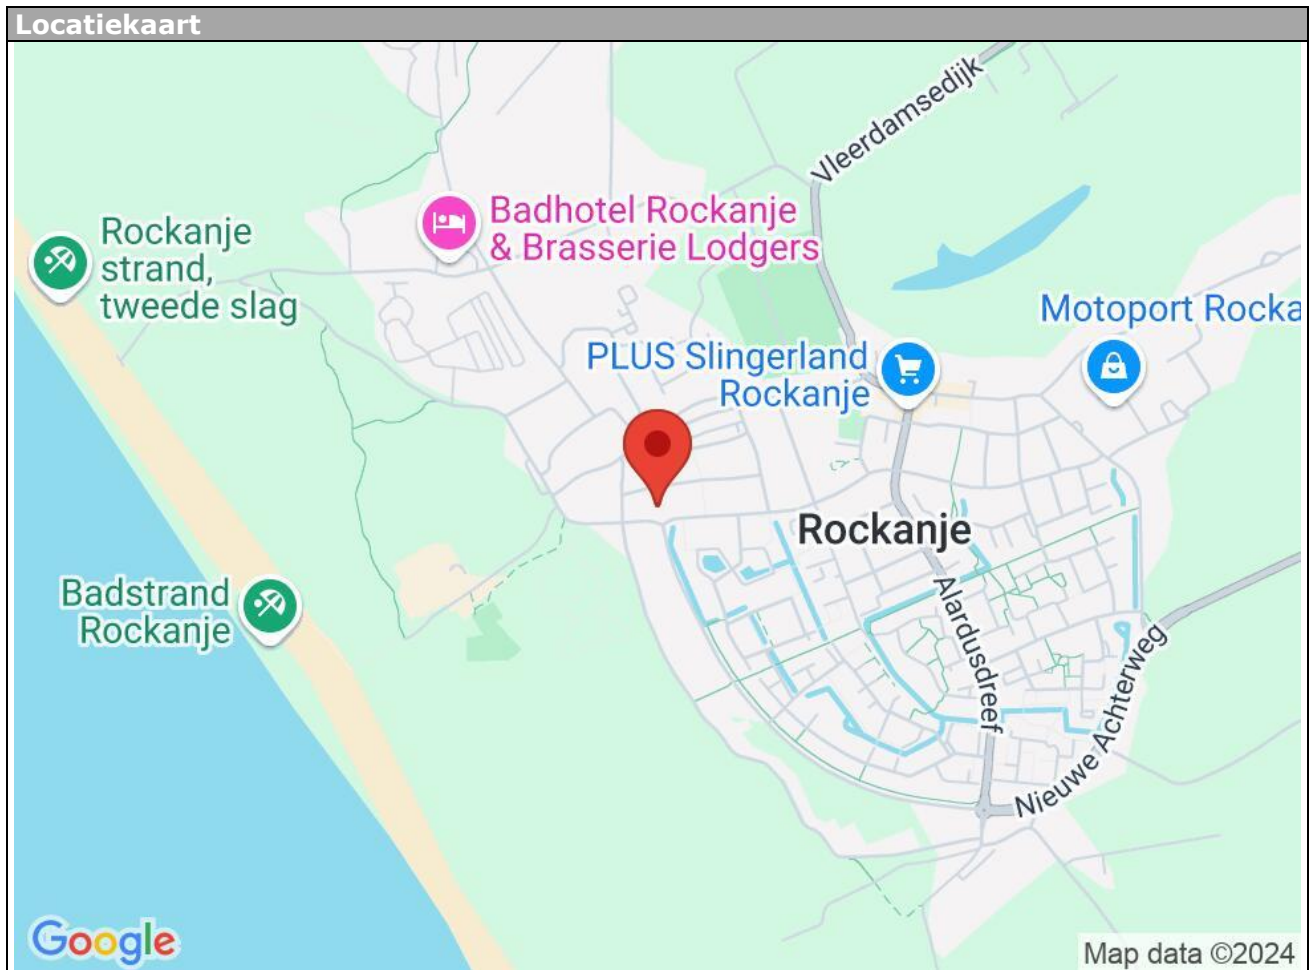 Locatiekaart
Vleerdamsedijk
Badhotel Rockanje
& Brasserie Lodgers
Rockanje
strand,
tweede slag
Motoport Rocka
PLUS Slingerland
Rockanje
Rockanje
Badstrand
Rockanje
Alardusdreef
Nieuwe Achterweg
Google
Map data ©2024